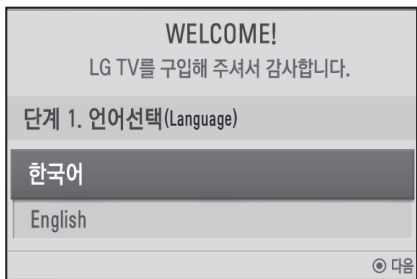 WELCOME!
LG TV를 구입해 주셔서 감사합니다.
단계 1. 언어선택(Language)
한국어
English
◉ 다음